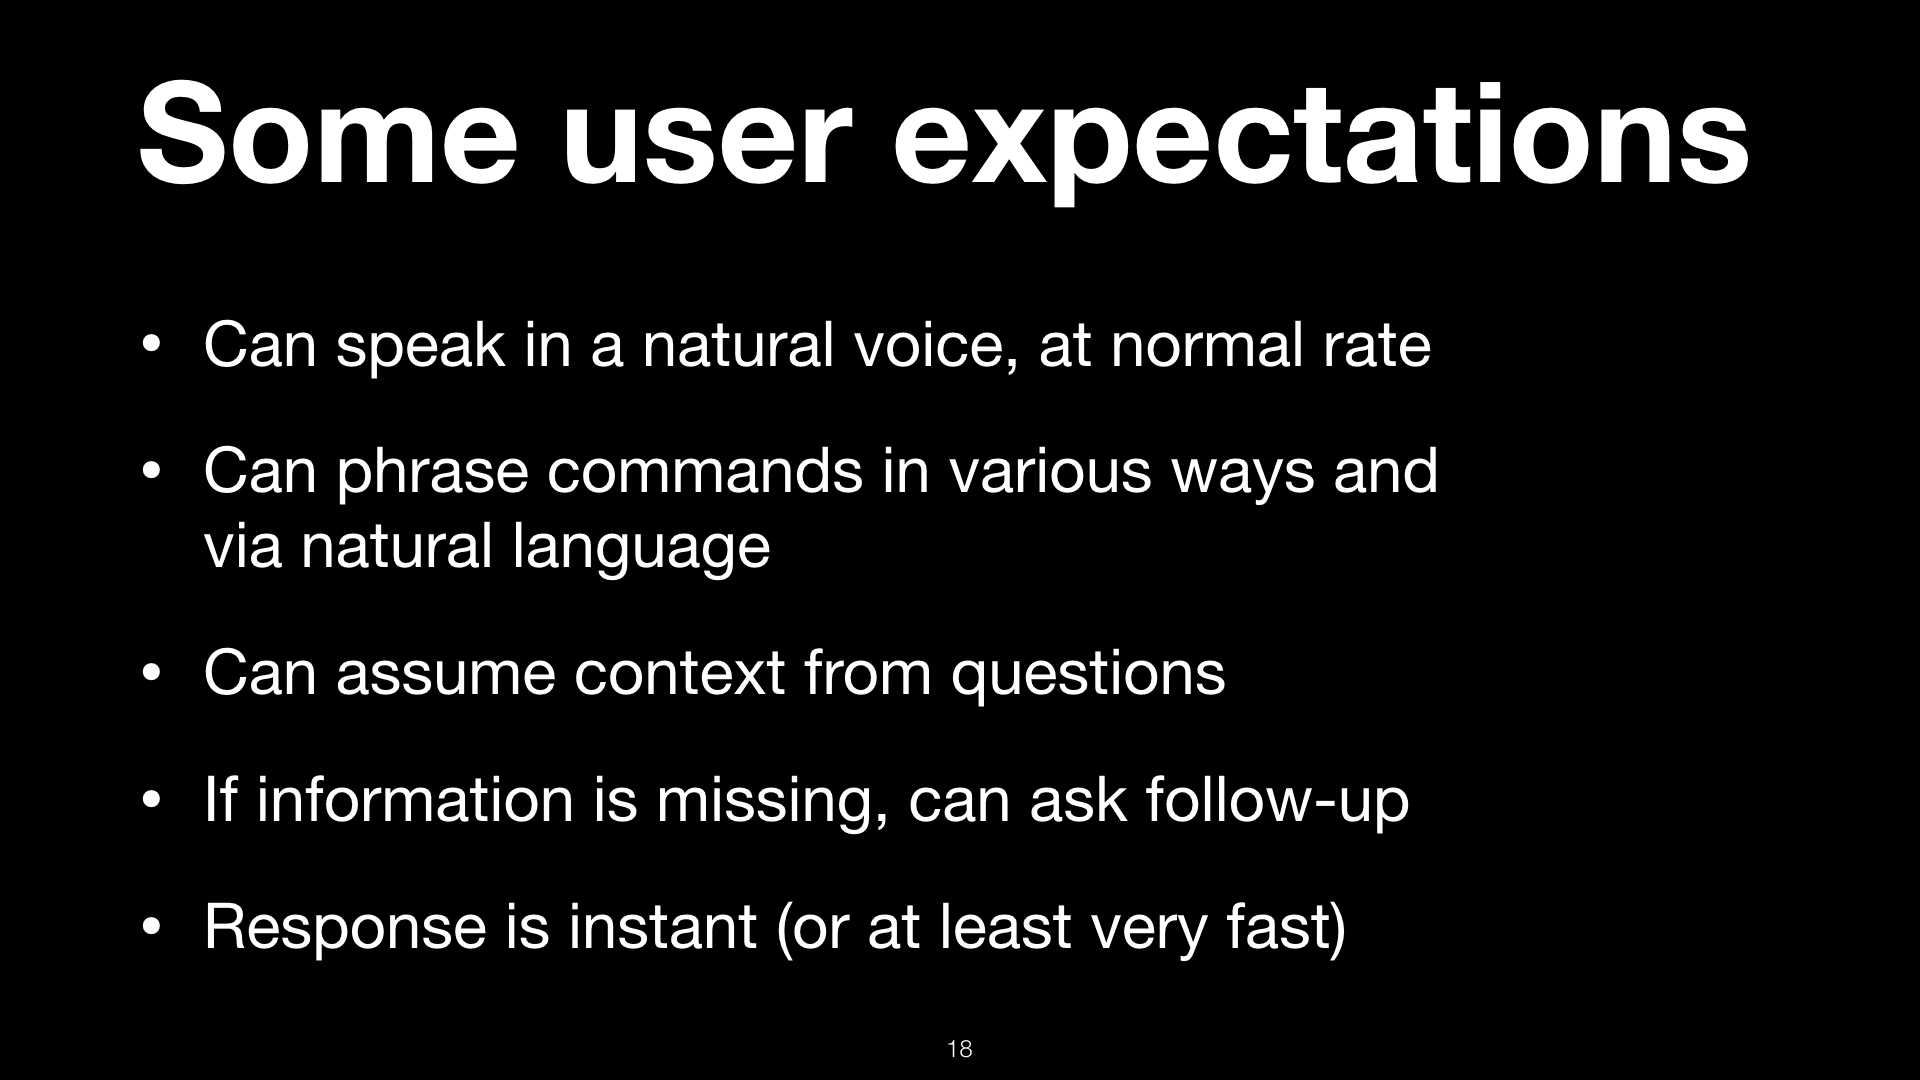 Some user expectations
• Can speak in a natural voice, at normal rate
• Can phrase commands in various ways and
via natural language
• Can assume context from questions
• If information is missing, can ask follow-up
• Response is instant (or at least very fast)
18